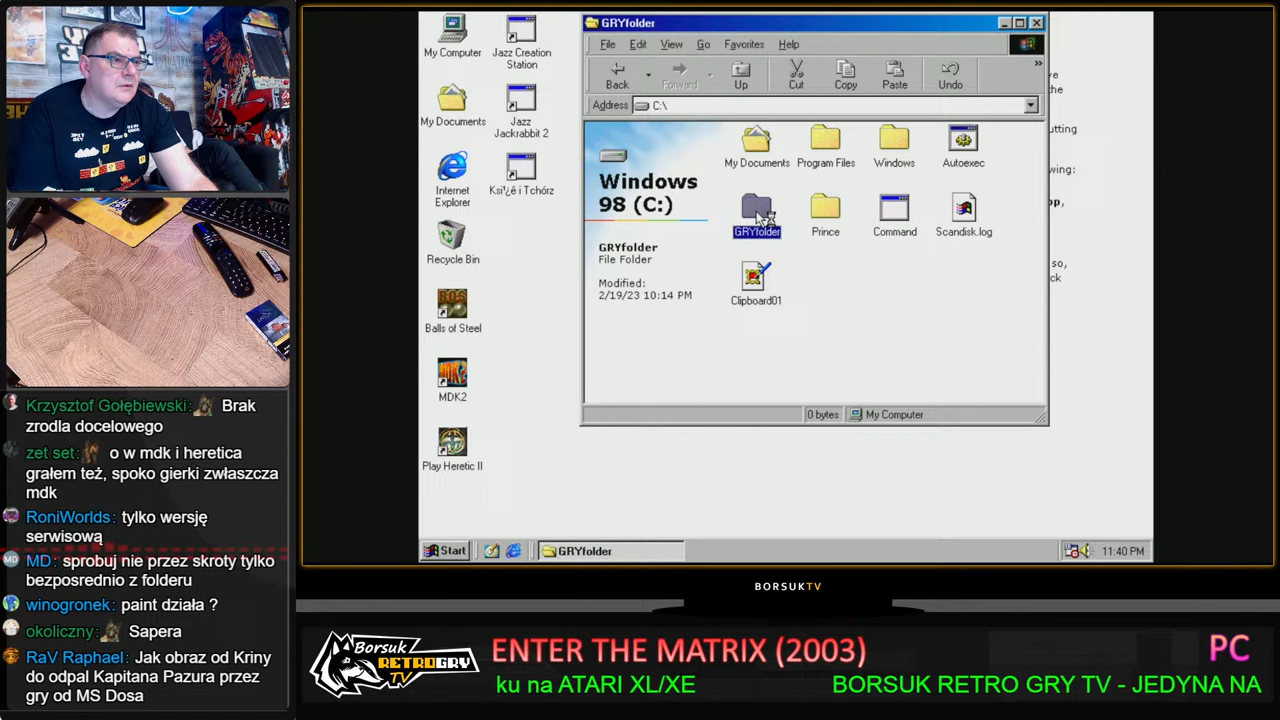 GRYfolder
File Edit View Go Favorites Help
Back Forward Up Cut Copy Paste Undo
Address C:\
Windows
98 (C:)
GRYfolder
File Folder
Modified:
2/19/23 10:14 PM
My Documents Program Files Windows Autoexec
GRYfolder Prince Command Scandisk.log
Clipboard01
0 bytes My Computer
My Computer
Jazz Creation
Station
My Documents
Jazz
Jackrabbit 2
Internet
Explorer
Ksi¹¿ê i Tchórz
Recycle Bin
BOS
Balls of Steel
MDK2
MDK2
Play Heretic II
Start GRYfolder 11:40 PM
Krzysztof Gołębiewski: Brak
zrodla docelowego
zet set: o w mdk i heretica
grałem też, spoko gierki zwłaszcza
mdk
RoniWorlds: tylko wersję
serwisową
MD MD: sprobuj nie przez skroty tylko
bezposrednio z folderu
winogronek: paint działa ?
okoliczny: Sapera
RaV Raphael: Jak obraz od Kriny
do odpal Kapitana Pazura przez
gry od MS Dosa
BORSUKTV
Borsuk
RETROGRY
TV
ENTER THE MATRIX (2003) PC
ku na ATARI XL/XE BORSUK RETRO GRY TV - JEDYNA NA